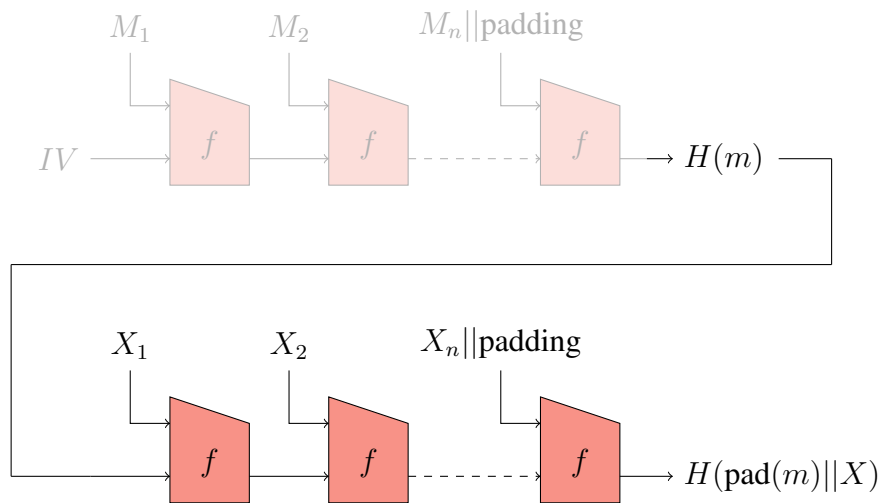 M₁ M₂ Mₙ||padding
IV f f f H(m)
X₁ X₂ Xₙ||padding
f f f H(pad(m)||X)